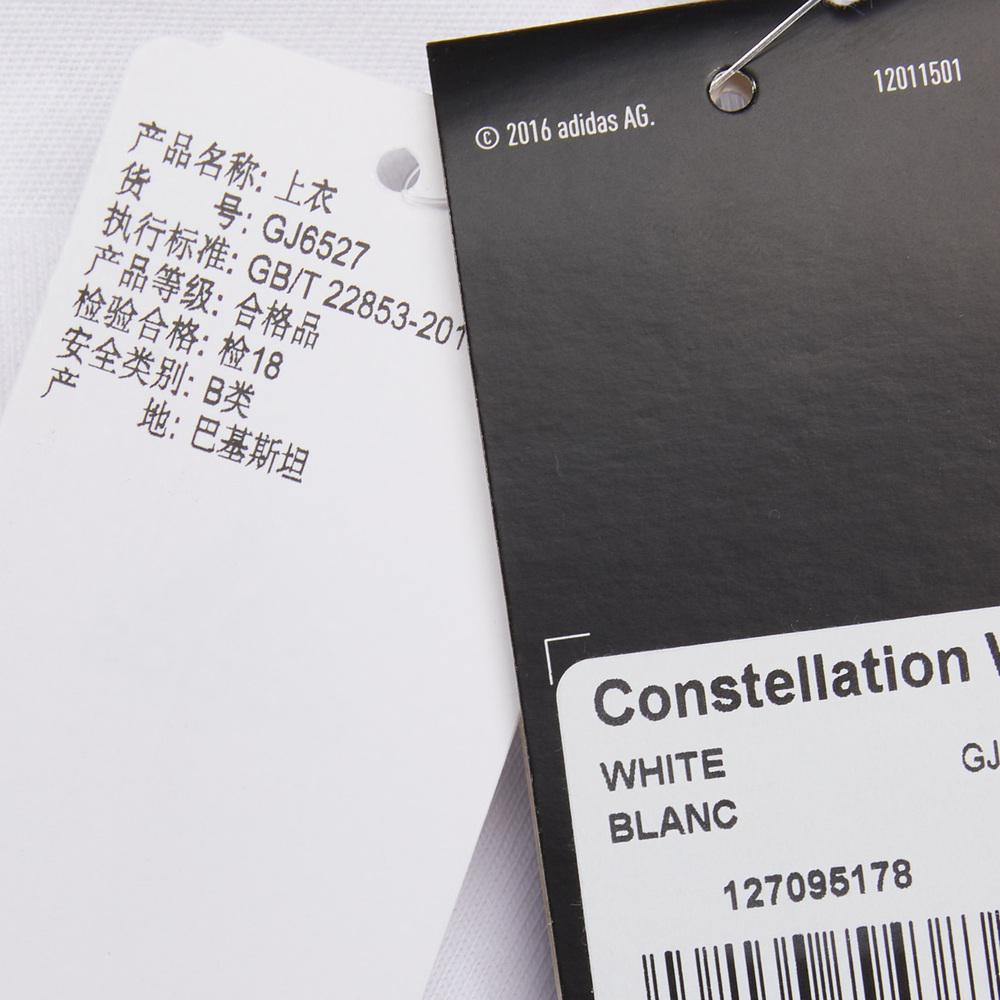 产品名称: 上衣
货 号: GJ6527
执行标准: GB/T 22853-201
产品等级: 合格品
检验合格: 检18
安全类别: B类
产 地: 巴基斯坦
© 2016 adidas AG.
12011501
Constellation
WHITE
GJ
BLANC
127095178